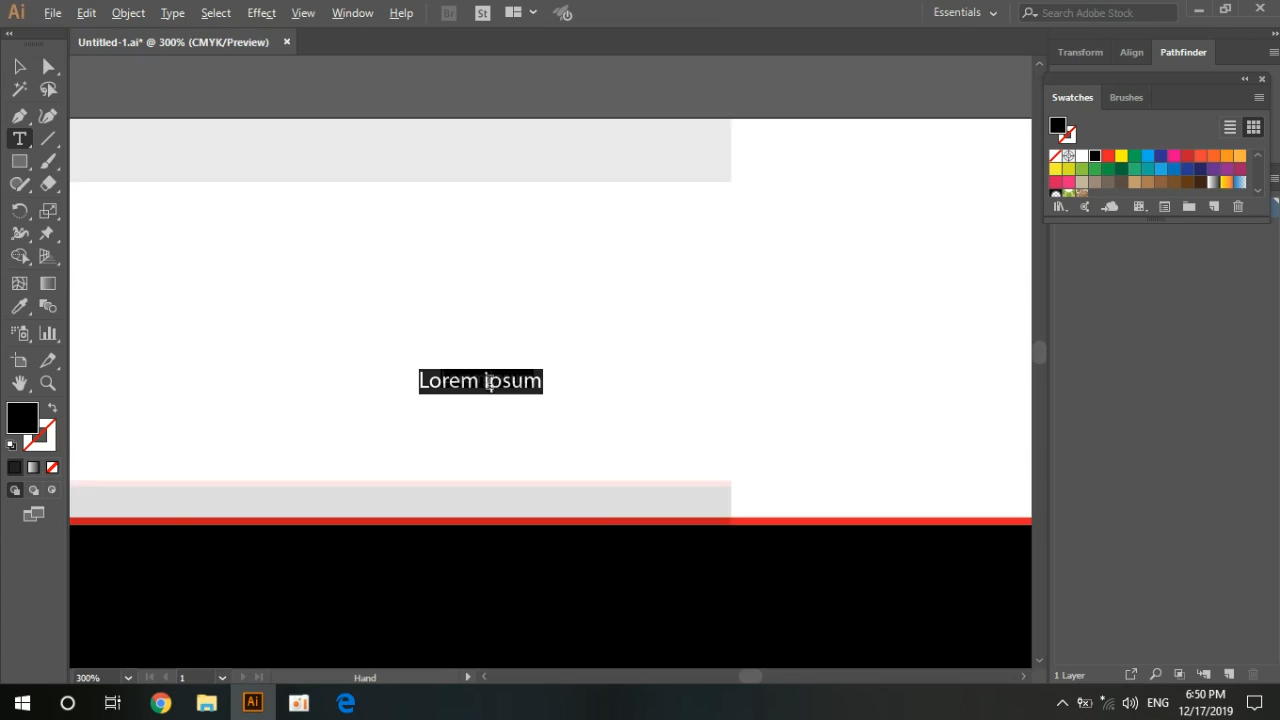 Ai File Edit Object Type Select Effect View Window Help Br St Essentials Search Adobe Stock
Untitled-1.ai* @ 300% (CMYK/Preview) ×
Transform Align Pathfinder
Swatches Brushes
T
Lorem ipsum
300% 1 Hand
1 Layer
Ai
ENG
6:50 PM
12/17/2019